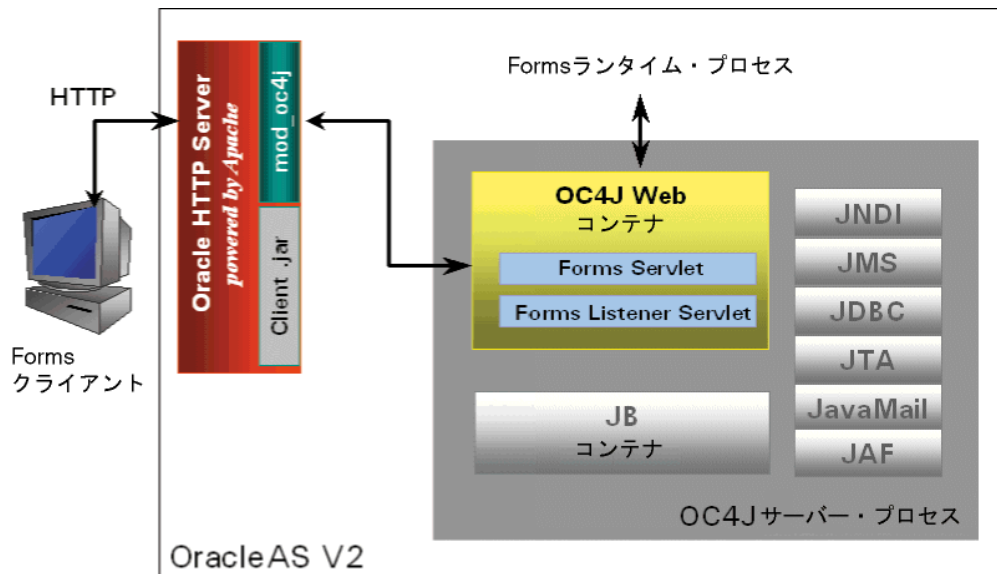 HTTP
Forms
クライアント
Oracle HTTP Server
powered by Apache
mod_oc4j
Client .jar
Formsランタイム・プロセス
OC4J Web
コンテナ
Forms Servlet
Forms Listener Servlet
JB
コンテナ
JNDI
JMS
JDBC
JTA
JavaMail
JAF
OC4Jサーバー・プロセス
OracleAS V2